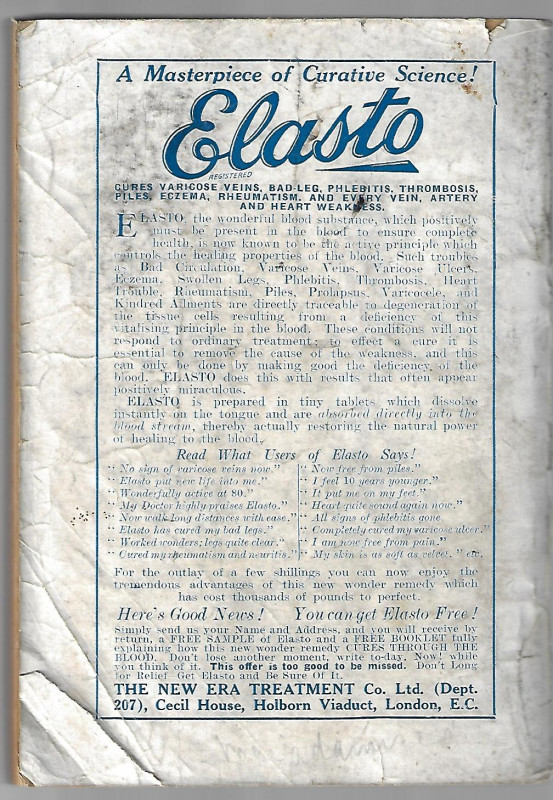 A Masterpiece of Curative Science!
Elasto
REGISTERED
CURES VARICOSE VEINS, BAD-LEG, PHLEBITIS, THROMBOSIS,
PILES, ECZEMA, RHEUMATISM, AND EVERY VEIN, ARTERY
AND HEART WEAKNESS.
ELASTO, the wonderful blood substance, which positively
must be present in the blood to ensure complete
health, is now known to be the active principle which
controls the healing properties of the blood. Such troubles
as Bad Circulation, Varicose Veins, Varicose Ulcers,
Eczema, Swollen Legs, Phlebitis, Thrombosis, Heart
Trouble, Rheumatism, Piles, Prolapsus, Varicocele, and
Kindred Ailments are directly traceable to degeneration of
the tissue cells resulting from a deficiency of this
vitalising principle in the blood. These conditions will not
respond to ordinary treatment; to effect a cure it is
essential to remove the cause of the weakness, and this
can only be done by making good the deficiency of the
blood. ELASTO does this with results that often appear
positively miraculous.
ELASTO is prepared in tiny tablets which dissolve
instantly on the tongue and are absorbed directly into the
blood stream, thereby actually restoring the natural power
of healing to the blood.
Read What Users of Elasto Says!
"No sign of varicose veins now."
"Elasto put new life into me."
"Wonderfully active at 80."
"My Doctor highly praises Elasto."
"Now walk long distances with ease."
"Elasto has cured my bad legs."
"Worked wonders; legs quite clear."
"Cured my rheumatism and neuritis."
"Now free from piles."
"I feel 10 years younger."
"It put me on my feet."
"Heart quite sound again now."
"All signs of phlebitis gone
"Completely cured my varicose ulcer."
"I am now free from pain."
"My skin is as soft as velvet." etc.
For the outlay of a few shillings you can now enjoy the
tremendous advantages of this new wonder remedy which
has cost thousands of pounds to perfect.
Here's Good News! You can get Elasto Free!
Simply send us your Name and Address, and you will receive by
return, a FREE SAMPLE of Elasto and a FREE BOOKLET fully
explaining how this new wonder remedy CURES THROUGH THE
BLOOD. Don't lose another moment, write to-day. Now! while
you think of it. This offer is too good to be missed. Don't Long
for Relief—Get Elasto and Be Sure Of It.
THE NEW ERA TREATMENT Co. Ltd. (Dept.
207), Cecil House, Holborn Viaduct, London, E.C.